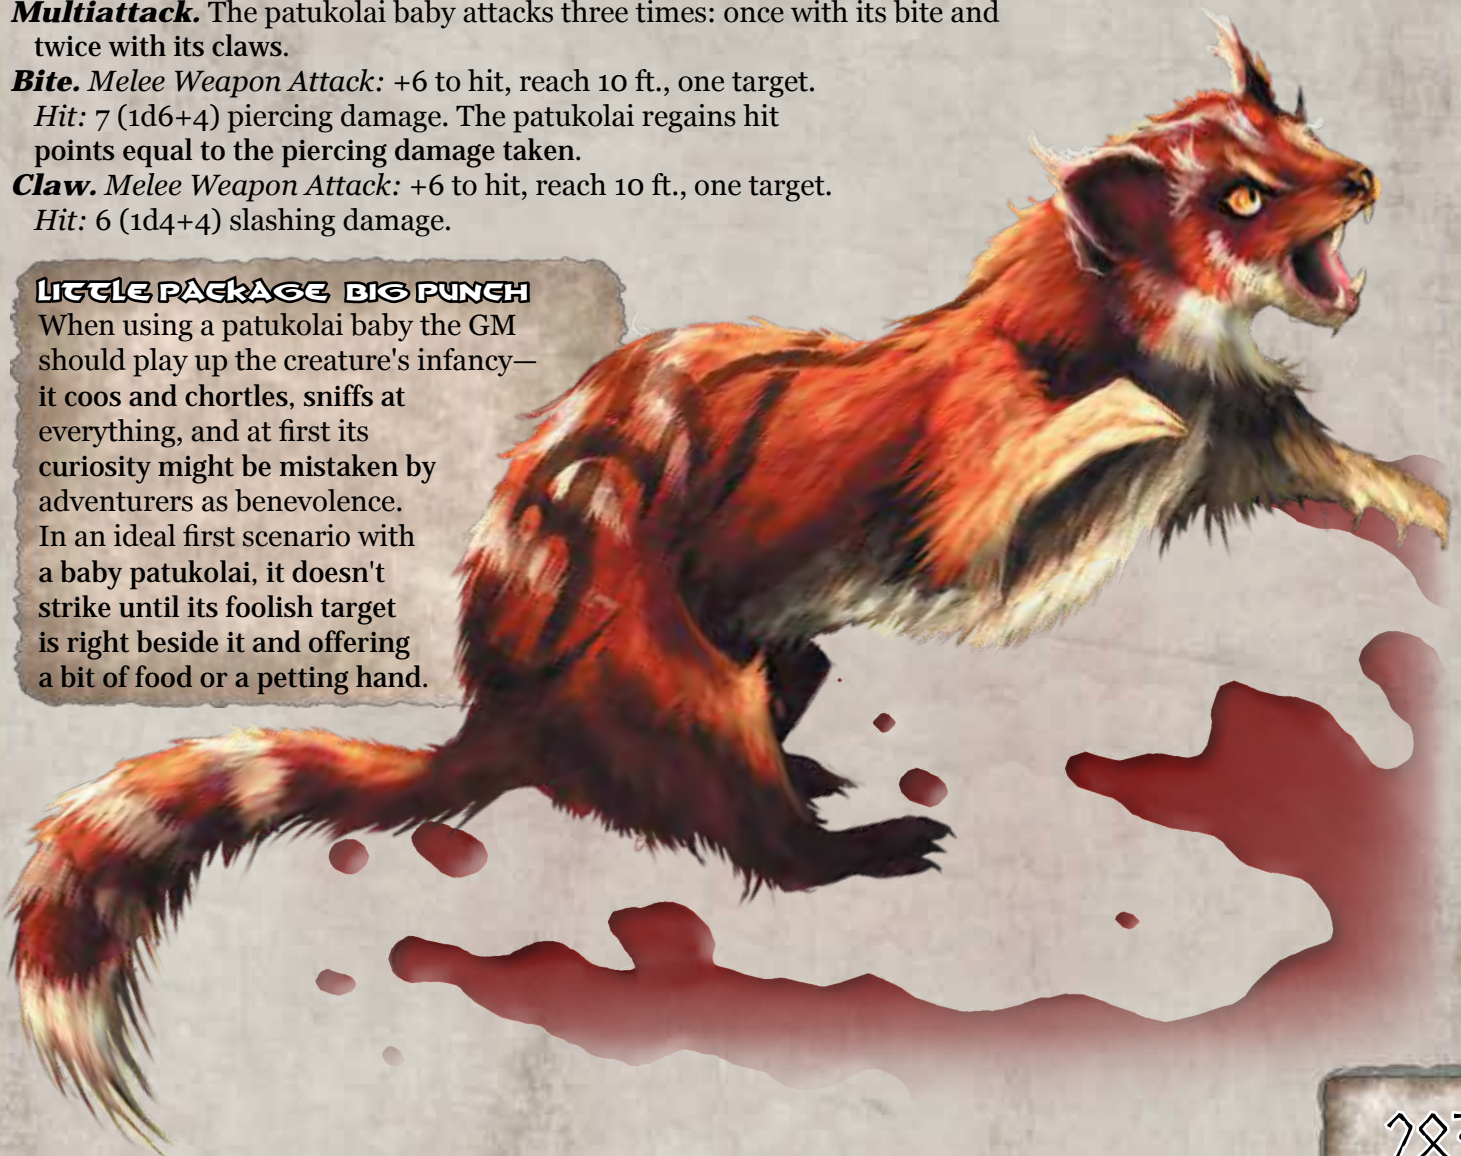 Multiattack. The patukolai baby attacks three times: once with its bite and
twice with its claws.
Bite. Melee Weapon Attack: +6 to hit, reach 10 ft., one target.
Hit: 7 (1d6+4) piercing damage. The patukolai regains hit
points equal to the piercing damage taken.
Claw. Melee Weapon Attack: +6 to hit, reach 10 ft., one target.
Hit: 6 (1d4+4) slashing damage.
LITTLE PACKAGE BIG PUNCH
When using a patukolai baby the GM
should play up the creature's infancy—
it coos and chortles, sniffs at
everything, and at first its
curiosity might be mistaken by
adventurers as benevolence.
In an ideal first scenario with
a baby patukolai, it doesn't
strike until its foolish target
is right beside it and offering
a bit of food or a petting hand.